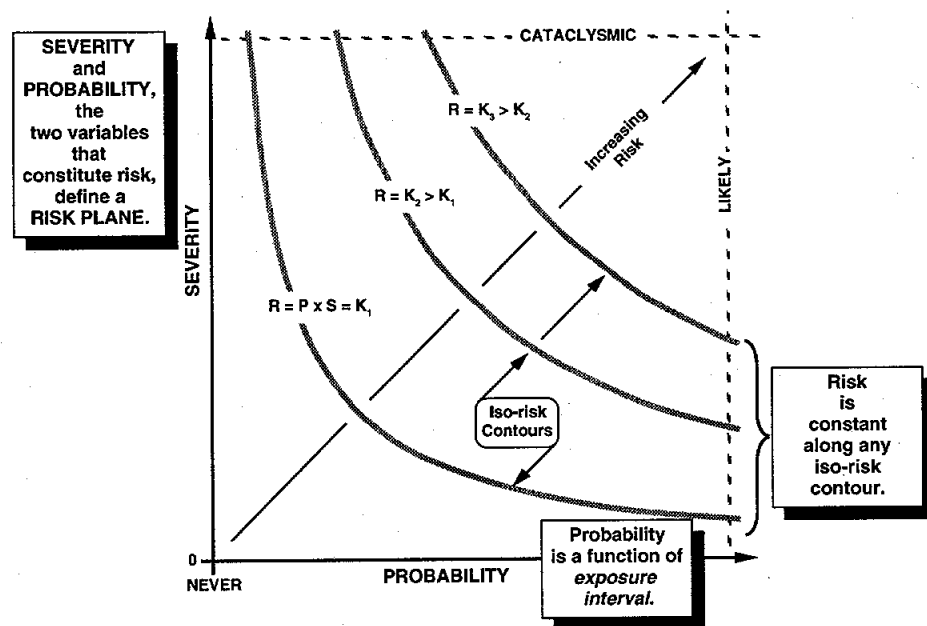 SEVERITY
and
PROBABILITY,
the
two variables
that
constitute risk,
define a
RISK PLANE.
CATACLYSMIC
R = K₃ > K₂
Increasing
Risk
LIKELY
R = K₂ > K₁
SEVERITY
R = P x S = K₁
Iso-risk
Contours
Risk
is
constant
along any
iso-risk
contour.
Probability
is a function of
exposure
interval.
0
NEVER
PROBABILITY